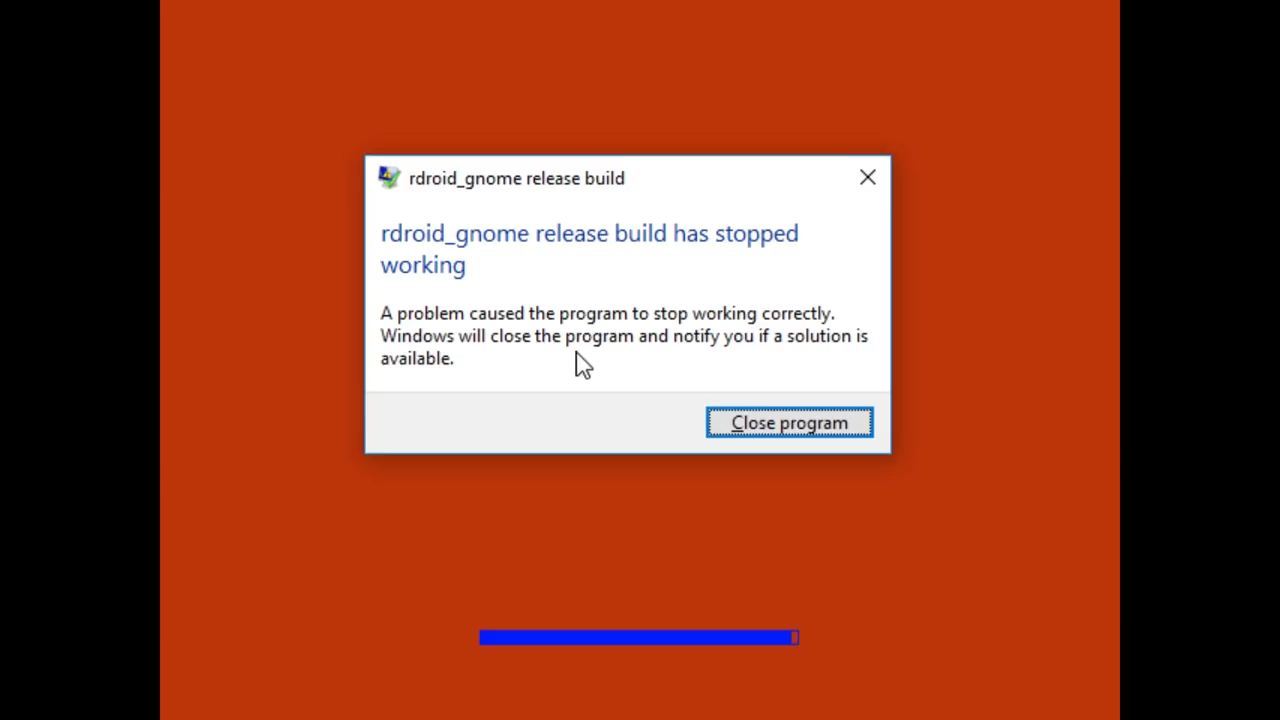 rdroid_gnome release build
rdroid_gnome release build has stopped
working
A problem caused the program to stop working correctly.
Windows will close the program and notify you if a solution is
available.
Close program